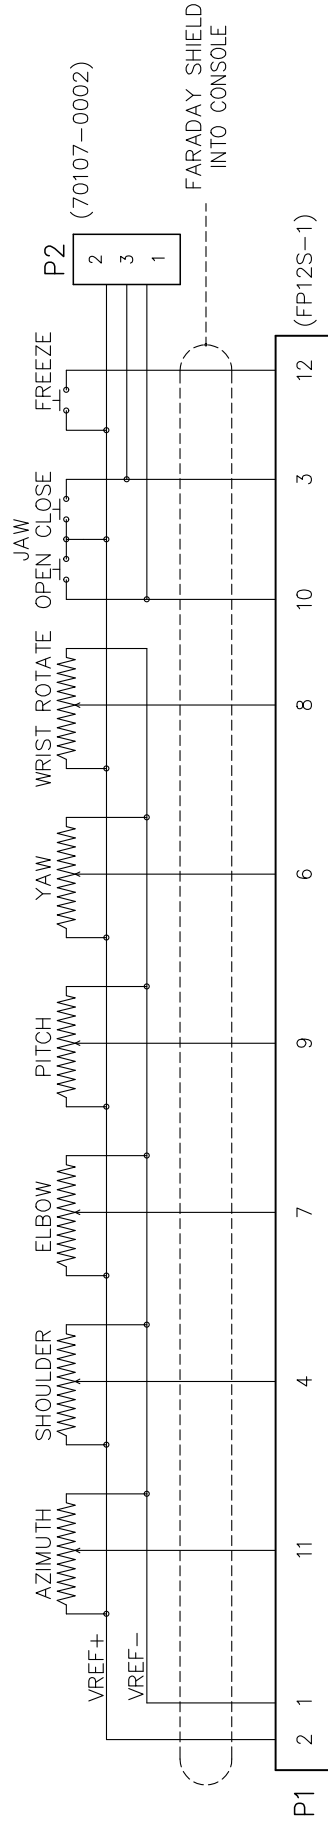 AZIMUTH
SHOULDER
ELBOW
PITCH
YAW
WRIST ROTATE
JAW
OPEN CLOSE
FREEZE
P2
(70107-0002)
2
3
1
VREF+
VREF-
FARADAY SHIELD
INTO CONSOLE
P1
2 1 11 4 7 9 6 8 10 3 12
(FP12S-1)